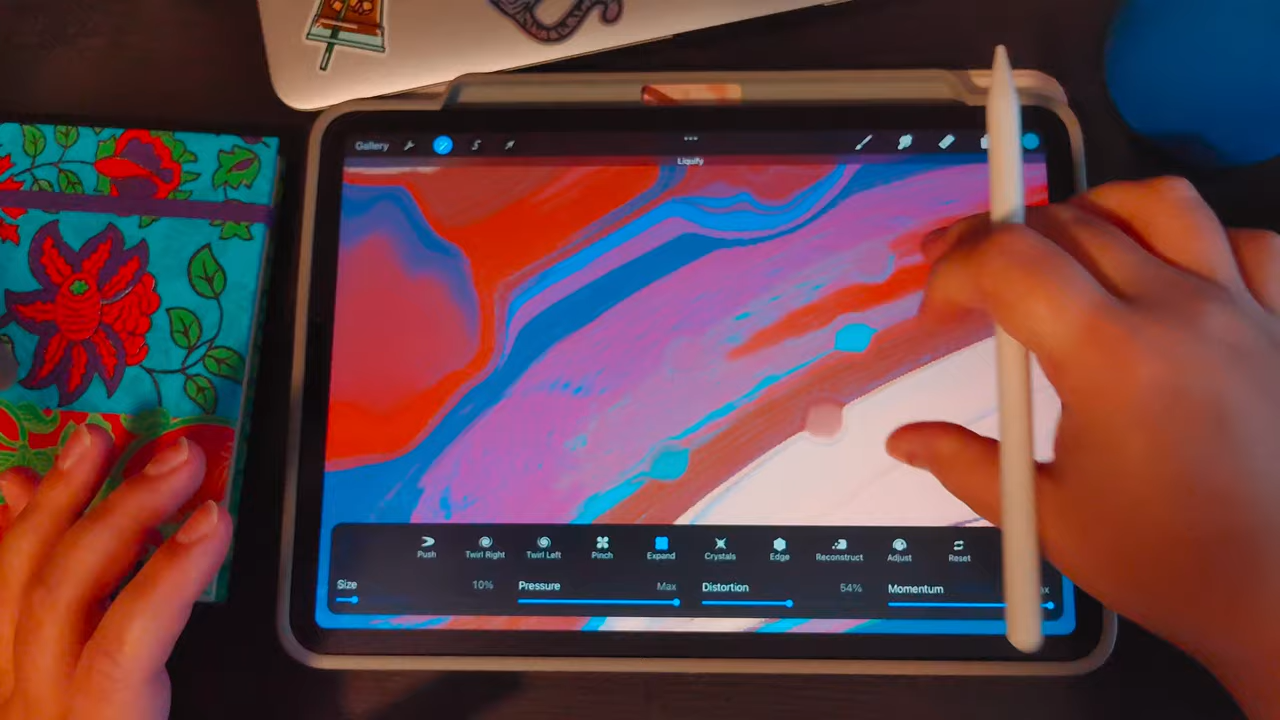 Gallery
Liquify
Push Twirl Right Twirl Left Pinch Expand Crystals Edge Reconstruct Adjust Reset
Size 10% Pressure Max Distortion 54% Momentum